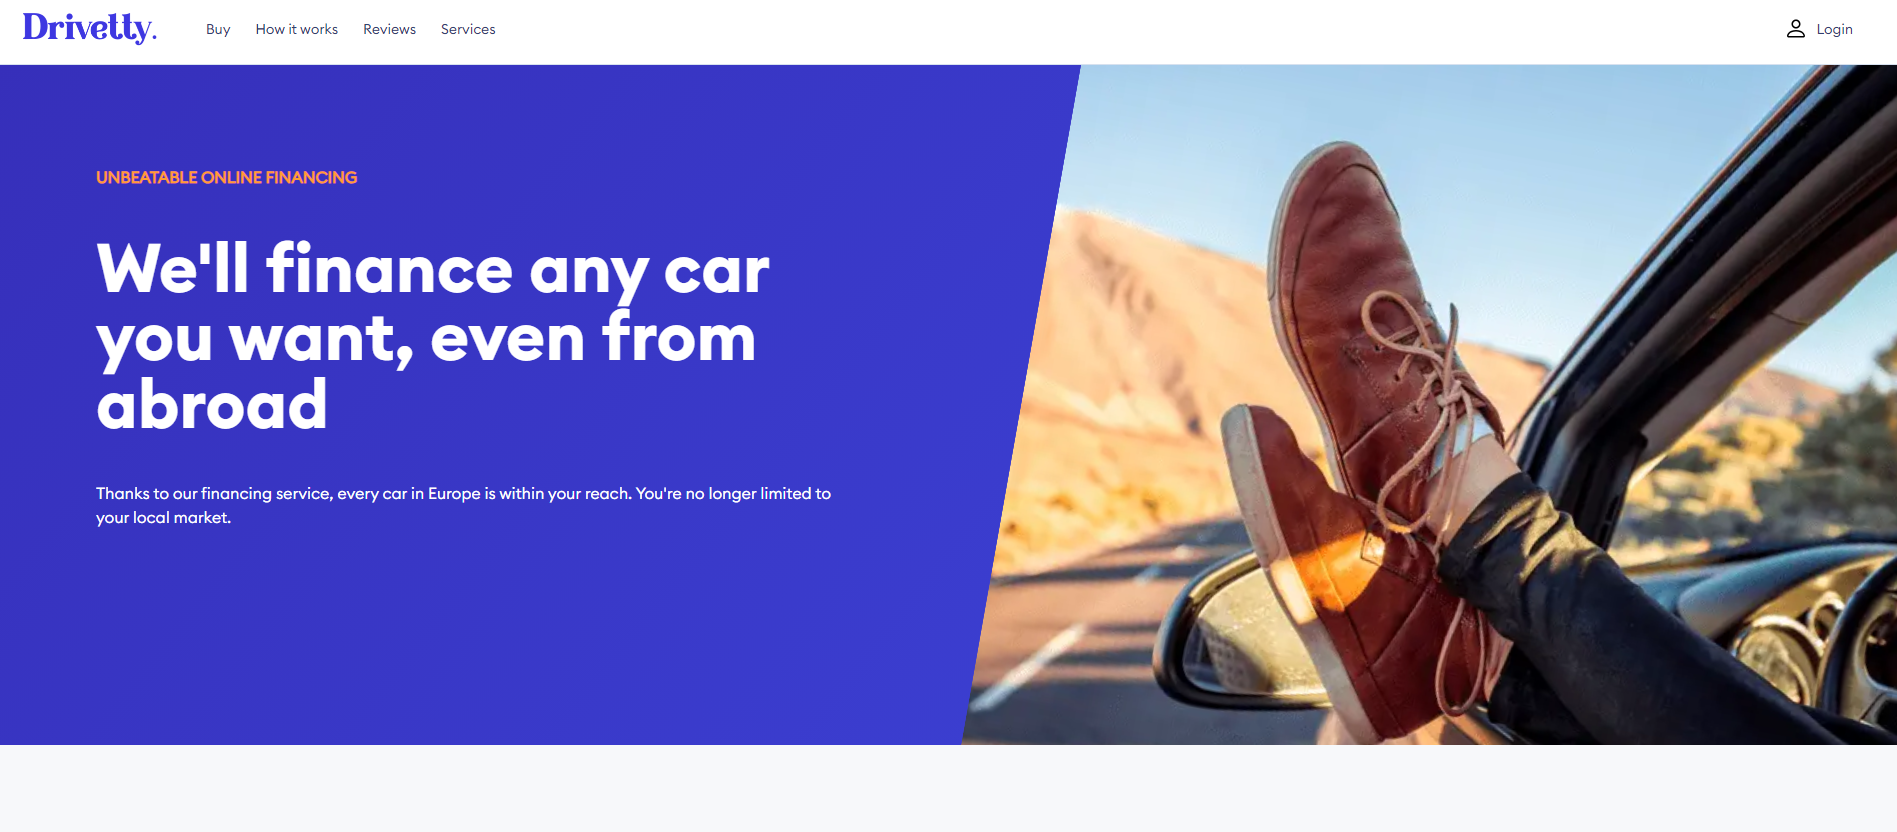 Drivetty.
Buy
How it works
Reviews
Services
Login
UNBEATABLE ONLINE FINANCING
We'll finance any car
you want, even from
abroad
Thanks to our financing service, every car in Europe is within your reach. You're no longer limited to
your local market.